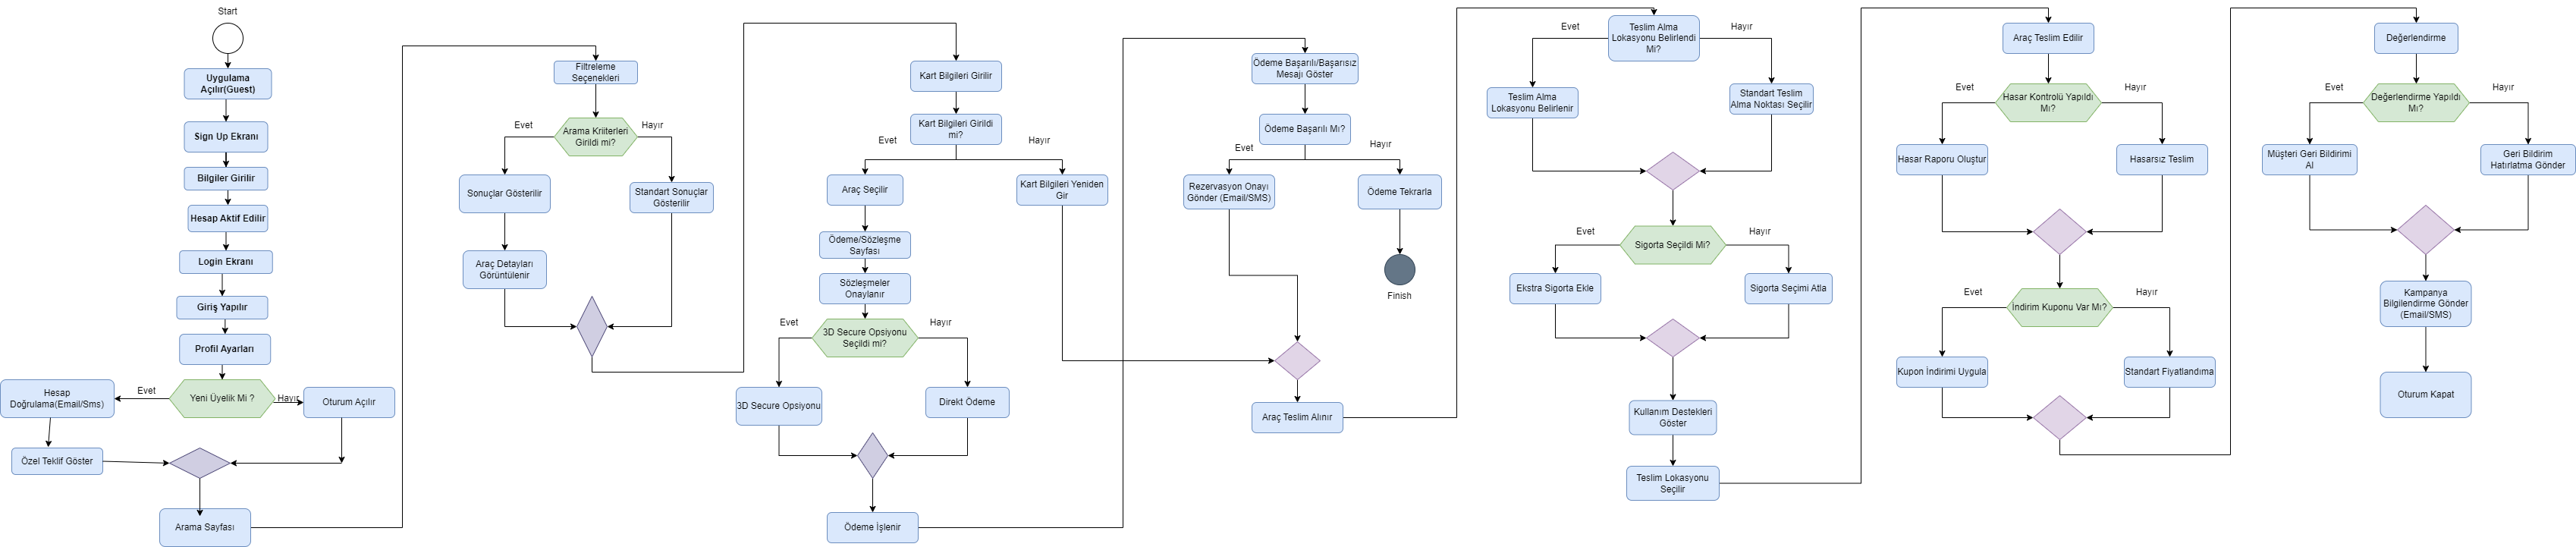 Start
Uygulama
Açılır(Guest)
Sign Up Ekranı
Bilgiler Girilir
Hesap Aktif Edilir
Login Ekranı
Giriş Yapılır
Profil Ayarları
Yeni Üyelik Mi ?
Evet
Hayır
Hesap
Doğrulama(Email/Sms)
Oturum Açılır
Özel Teklif Göster
Arama Sayfası
Filtreleme
Seçenekleri
Arama Kriiterleri
Girildi mi?
Evet
Hayır
Sonuçlar Gösterilir
Standart Sonuçlar
Gösterilir
Araç Detayları
Görüntülenir
Kart Bilgileri Girilir
Kart Bilgileri Girildi
mi?
Evet
Hayır
Araç Seçilir
Kart Bilgileri Yeniden
Gir
Ödeme/Sözleşme
Sayfası
Sözleşmeler
Onaylanır
3D Secure Opsiyonu
Seçildi mi?
Evet
Hayır
3D Secure Opsiyonu
Direkt Ödeme
Ödeme İşlenir
Ödeme Başarılı/Başarısız
Mesajı Göster
Ödeme Başarılı Mı?
Evet
Hayır
Rezervasyon Onayı
Gönder (Email/SMS)
Ödeme Tekrarla
Finish
Araç Teslim Alınır
Teslim Alma
Lokasyonu Belirlendi
Mi?
Evet
Hayır
Teslim Alma
Lokasyonu Belirlenir
Standart Teslim
Alma Noktası Seçilir
Sigorta Seçildi Mi?
Evet
Hayır
Ekstra Sigorta Ekle
Sigorta Seçimi Atla
Kullanım Destekleri
Göster
Teslim Lokasyonu
Seçilir
Araç Teslim Edilir
Hasar Kontrolü Yapıldı
Mı?
Evet
Hayır
Hasar Raporu Oluştur
Hasarsız Teslim
İndirim Kuponu Var Mı?
Evet
Hayır
Kupon İndirimi Uygula
Standart Fiyatlandıma
Değerlendirme
Değerlendirme Yapıldı
Mı?
Evet
Hayır
Müşteri Geri Bildirimi
Al
Geri Bildirim
Hatırlatma Gönder
Kampanya
Bilgilendirme Gönder
(Email/SMS)
Oturum Kapat